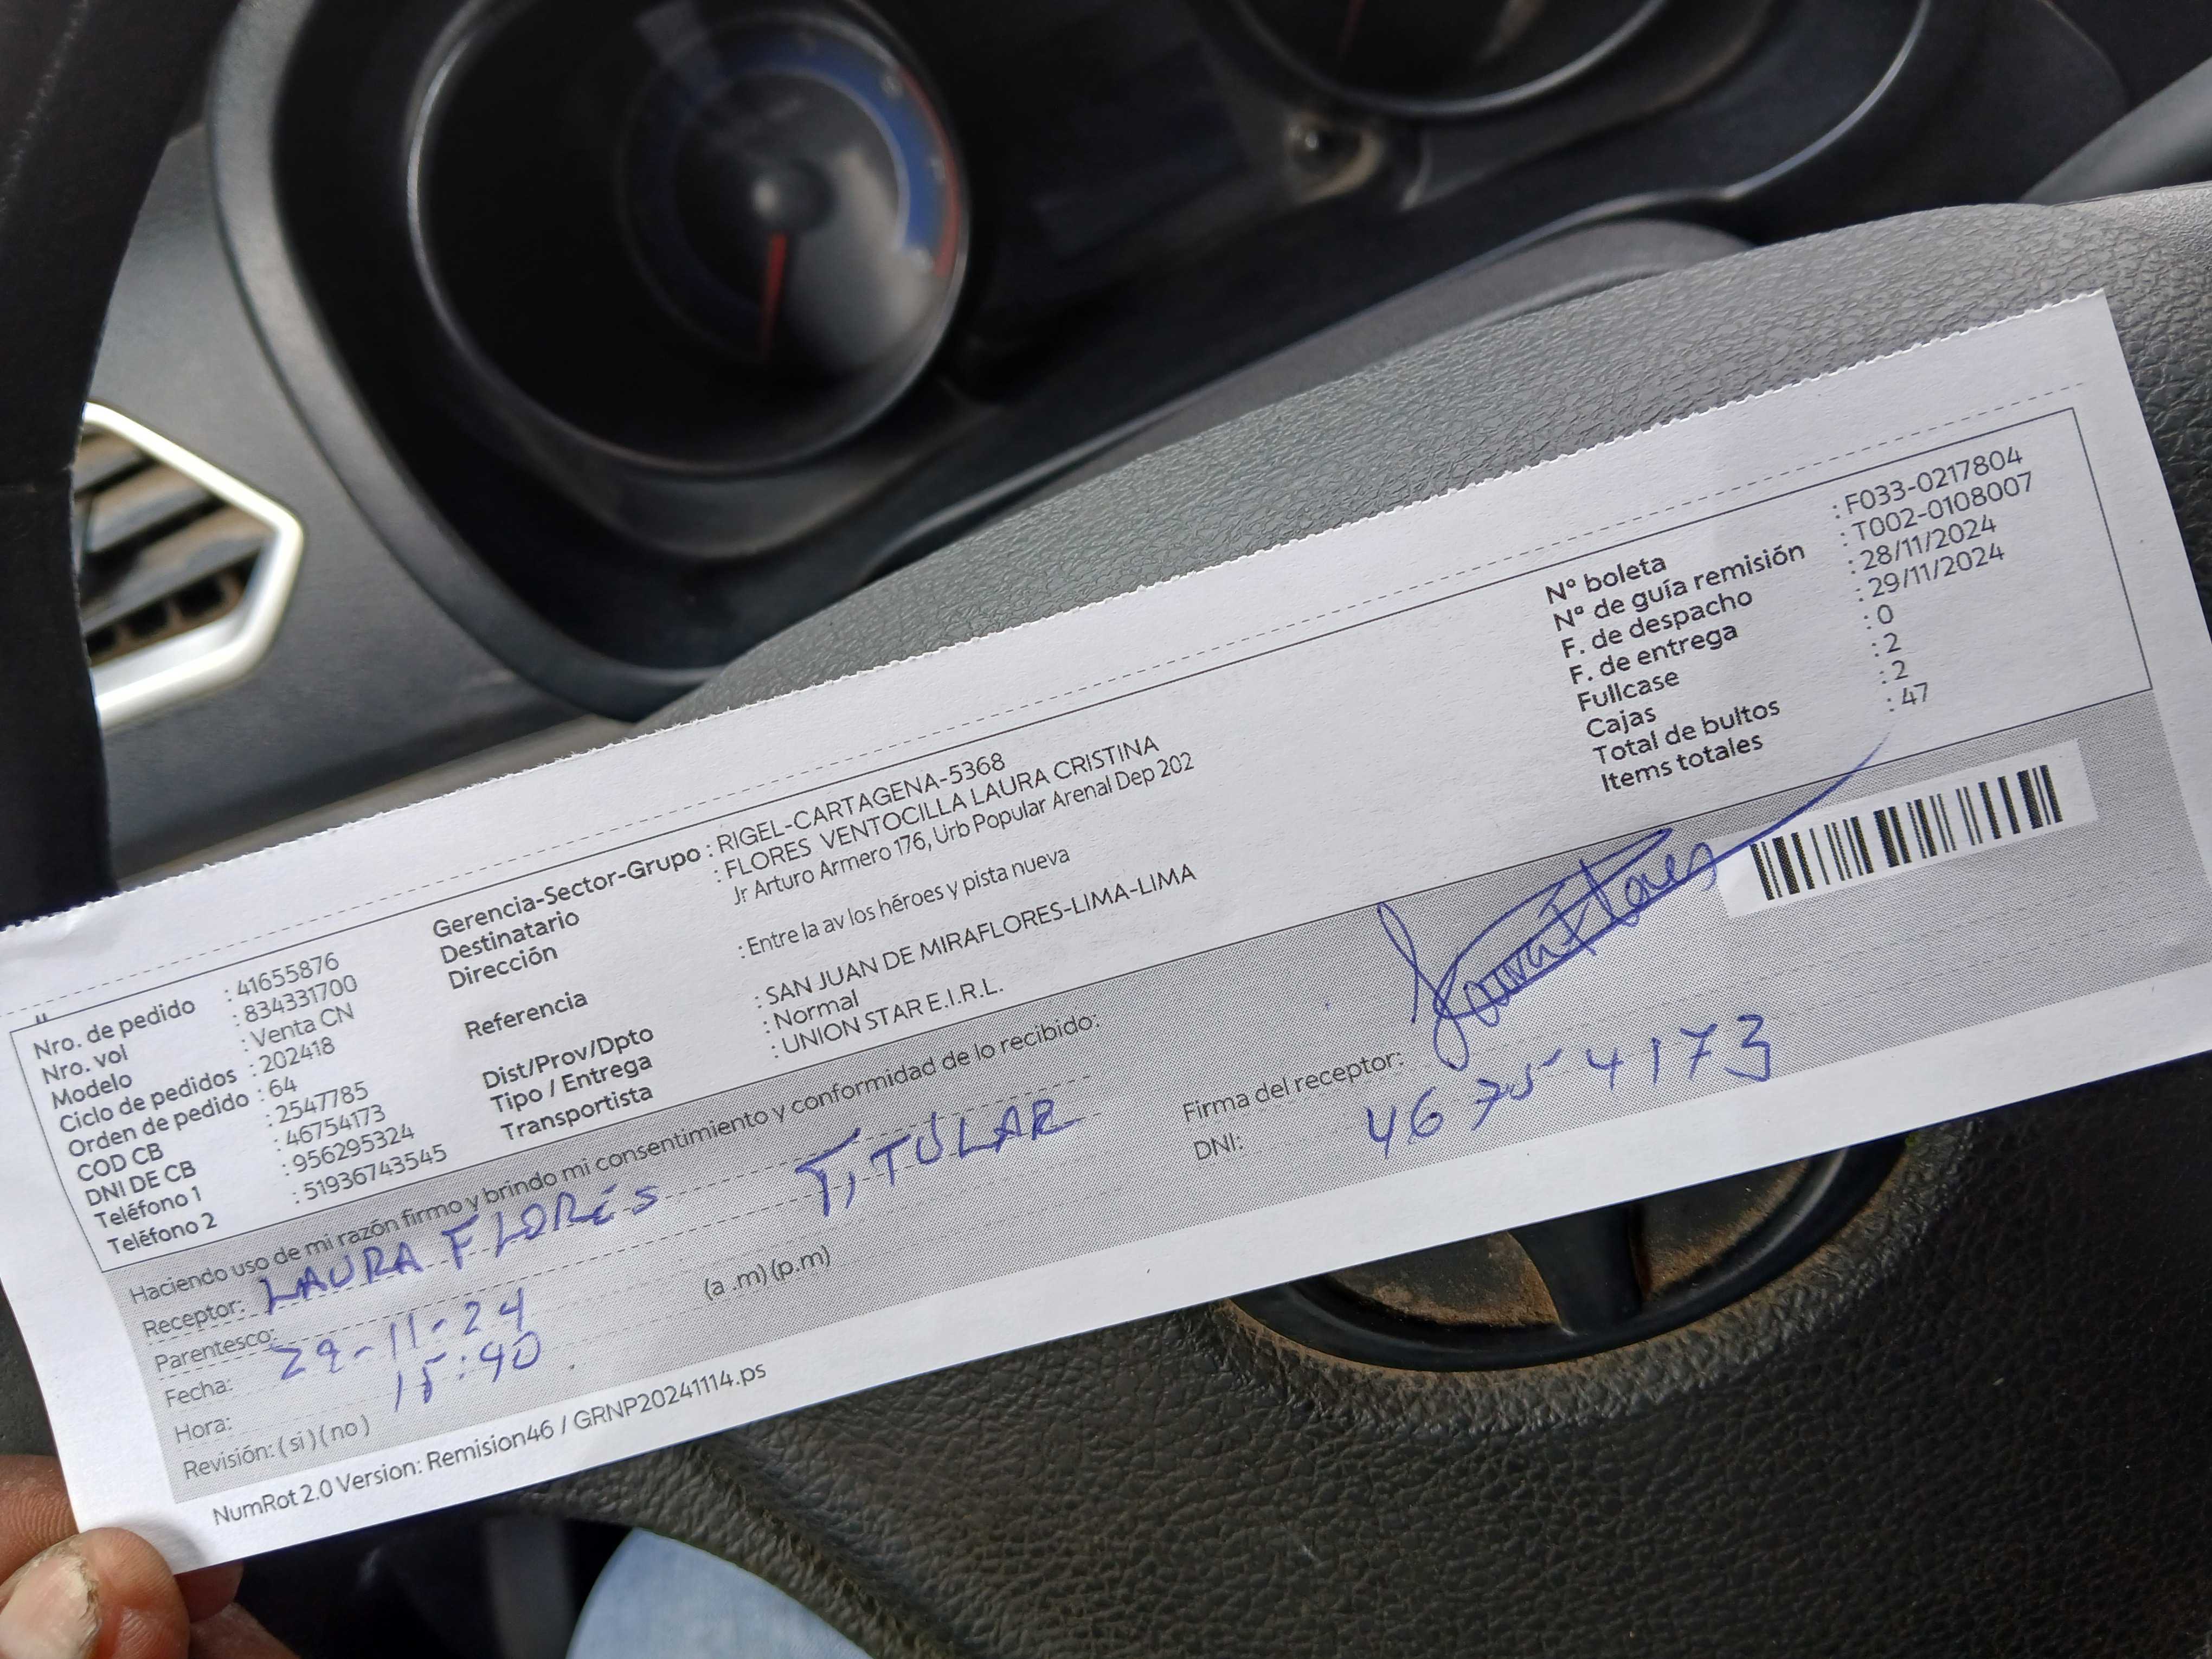 Nro. de pedido : 41655876
Nro. vol : 834331700
Modelo : Venta CN
Ciclo de pedidos : 202418
Orden de pedido : 64
COD CB : 2547785
DNI DE CB : 46754173
Teléfono 1 : 956295324
Teléfono 2 : 51936743545
Gerencia-Sector-Grupo : RIGEL-CARTAGENA-5368
Destinatario : FLORES VENTOCILLA LAURA CRISTINA
Dirección Jr Arturo Armero 176, Urb Popular Arenal Dep 202
Referencia : Entre la av los héroes y pista nueva
Dist/Prov/Dpto : SAN JUAN DE MIRAFLORES-LIMA-LIMA
Tipo / Entrega : Normal
Transportista : UNION STAR E.I.R.L.
N° boleta : F033-0217804
N° de guía remisión : T002-0108007
F. de despacho : 28/11/2024
F. de entrega : 29/11/2024
Fullcase : 0
Cajas : 2
Total de bultos : 2
Items totales : 47
Haciendo uso de mi razón firmo y brindo mi consentimiento y conformidad de lo recibido:
Receptor: LAURA FLORES TITULAR
Parentesco:
Fecha: 29-11-24
Hora: 15:40 (a .m) (p.m)
Revisión: ( si ) ( no )
Firma del receptor: Laura Flores
DNI: 46754173
NumRot 2.0 Version: Remision46 / GRNP20241114.ps